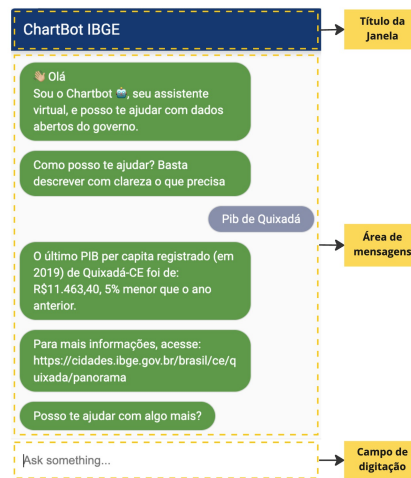 ChartBot IBGE
Título da
Janela
👋🏼 Olá
Sou o Chartbot 🤖, seu assistente
virtual, e posso te ajudar com dados
abertos do governo.
Como posso te ajudar? Basta
descrever com clareza o que precisa
Pib de Quixadá
Área de
mensagens
O último PIB per capita registrado (em
2019) de Quixadá-CE foi de:
R$11.463,40, 5% menor que o ano
anterior.
Para mais informações, acesse:
https://cidades.ibge.gov.br/brasil/ce/q
uixada/panorama
Posso te ajudar com algo mais?
Ask something...
Campo de
digitação